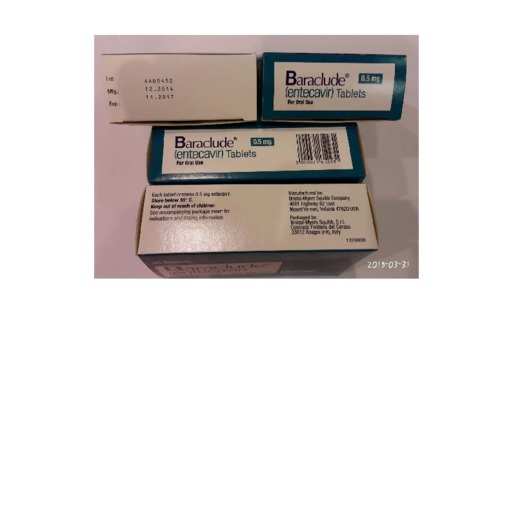 Lot:
6A00452
Mfg.
12.2014
Exp.
11.2017
Baraclude® 0.5 mg
(entecavir) Tablets
For Oral Use
Baraclude® 0.5 mg
(entecavir) Tablets
For Oral Use
Each tablet contains 0.5 mg entecavir.
Store below 30° C.
Keep out of reach of children.
See accompanying package insert for
indications and dosing information.
Manufactured by:
Bristol-Myers Squibb Company
4601 Highway 62 East
Mount Vernon, Indiana 47620 USA
Packaged by:
Bristol-Myers Squibb, S.r.l.
Contrada Fontana del Ceraso
03012 Anagni (FR), Italy
Baraclude
2015-03-31